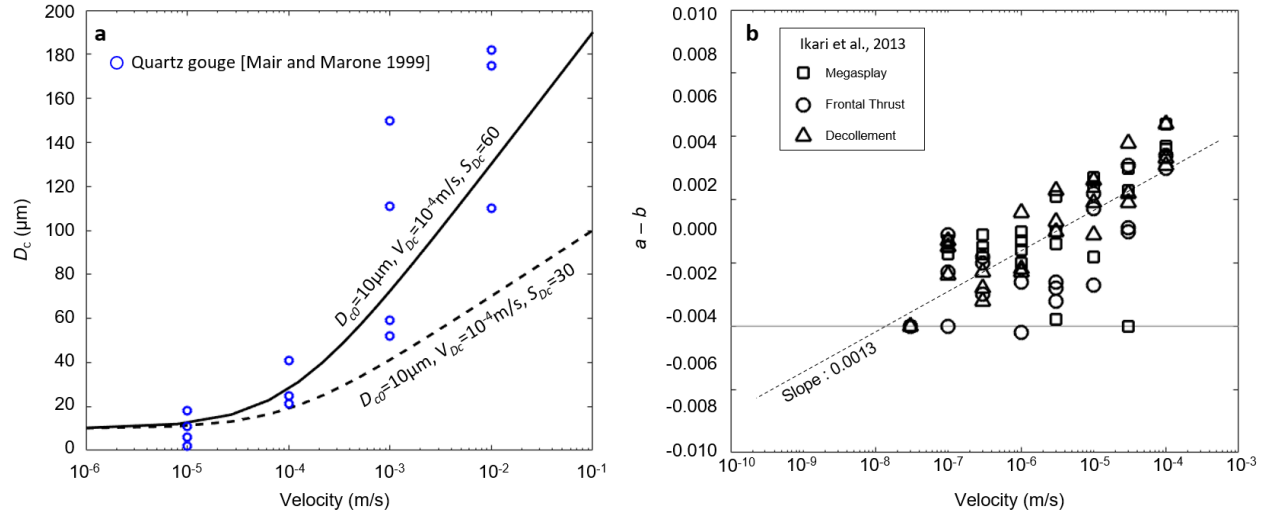 a
Quartz gouge [Mair and Marone 1999]
200
180
160
140
120
100
80
60
40
20
0
D_c (μm)
D_c0=10μm, V_Dc=10^-4m/s, S_Dc=60
D_c0=10μm, V_Dc=10^-4m/s, S_Dc=30
10^-6 10^-5 10^-4 10^-3 10^-2 10^-1
Velocity (m/s)
b
Ikari et al., 2013
Megasplay
Frontal Thrust
Decollement
0.010
0.008
0.006
0.004
0.002
0.000
-0.002
-0.004
-0.006
-0.008
-0.010
a – b
Slope : 0.0013
10^-10 10^-9 10^-8 10^-7 10^-6 10^-5 10^-4 10^-3
Velocity (m/s)